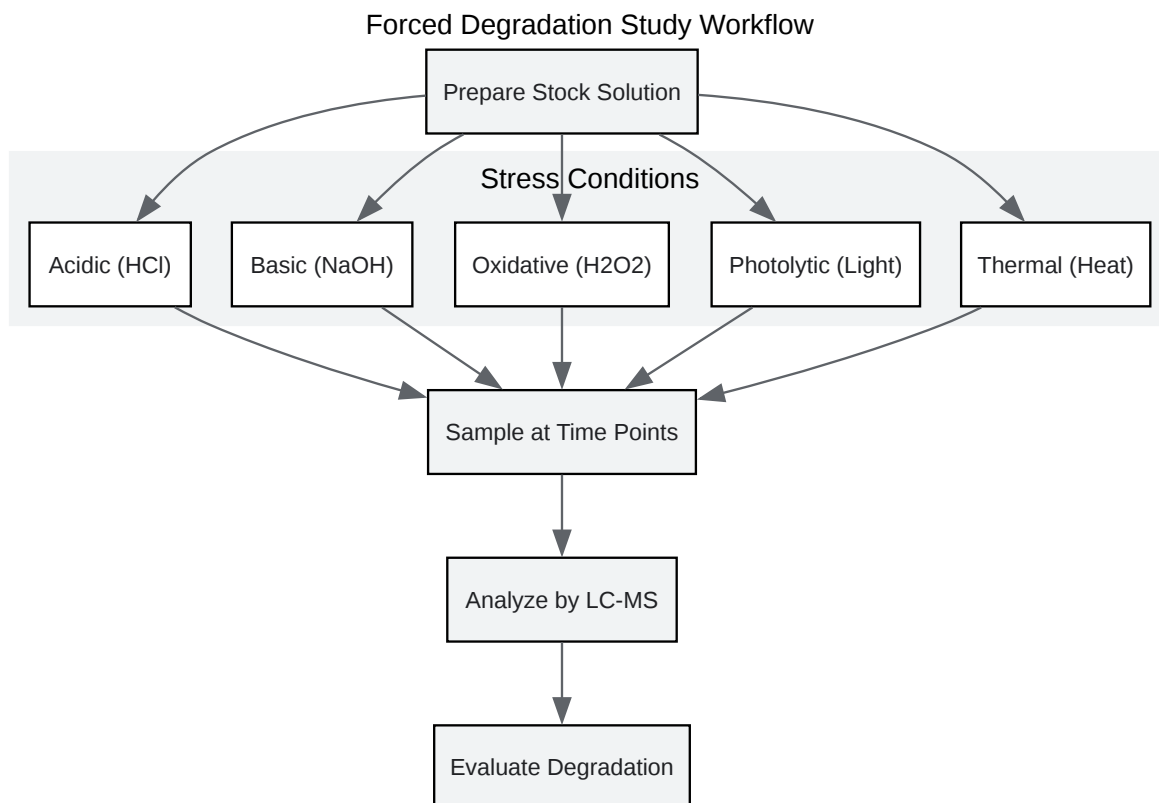 Forced Degradation Study Workflow
Prepare Stock Solution
Stress Conditions
Acidic (HCl)
Basic (NaOH)
Oxidative (H2O2)
Photolytic (Light)
Thermal (Heat)
Sample at Time Points
Analyze by LC-MS
Evaluate Degradation